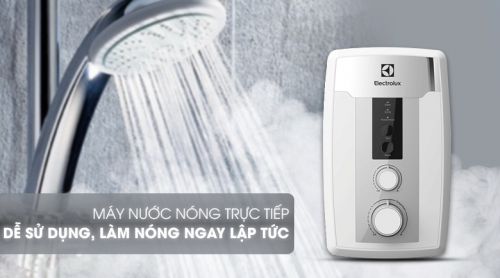 Electrolux
MÁY NƯỚC NÓNG TRỰC TIẾP
DỄ SỬ DỤNG, LÀM NÓNG NGAY LẬP TỨC